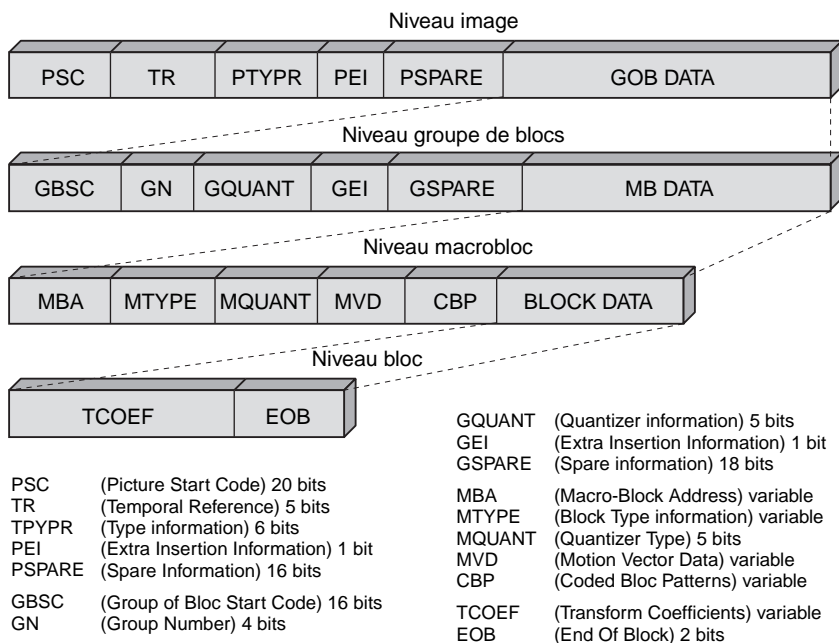 Niveau image
PSC TR PTYPR PEI PSPARE GOB DATA
Niveau groupe de blocs
GBSC GN GQUANT GEI GSPARE MB DATA
Niveau macrobloc
MBA MTYPE MQUANT MVD CBP BLOCK DATA
Niveau bloc
TCOEF EOB
PSC (Picture Start Code) 20 bits
TR (Temporal Reference) 5 bits
TPYPR (Type information) 6 bits
PEI (Extra Insertion Information) 1 bit
PSPARE (Spare Information) 16 bits
GBSC (Group of Bloc Start Code) 16 bits
GN (Group Number) 4 bits
GQUANT (Quantizer information) 5 bits
GEI (Extra Insertion Information) 1 bit
GSPARE (Spare information) 18 bits
MBA (Macro-Block Address) variable
MTYPE (Block Type information) variable
MQUANT (Quantizer Type) 5 bits
MVD (Motion Vector Data) variable
CBP (Coded Bloc Patterns) variable
TCOEF (Transform Coefficients) variable
EOB (End Of Block) 2 bits